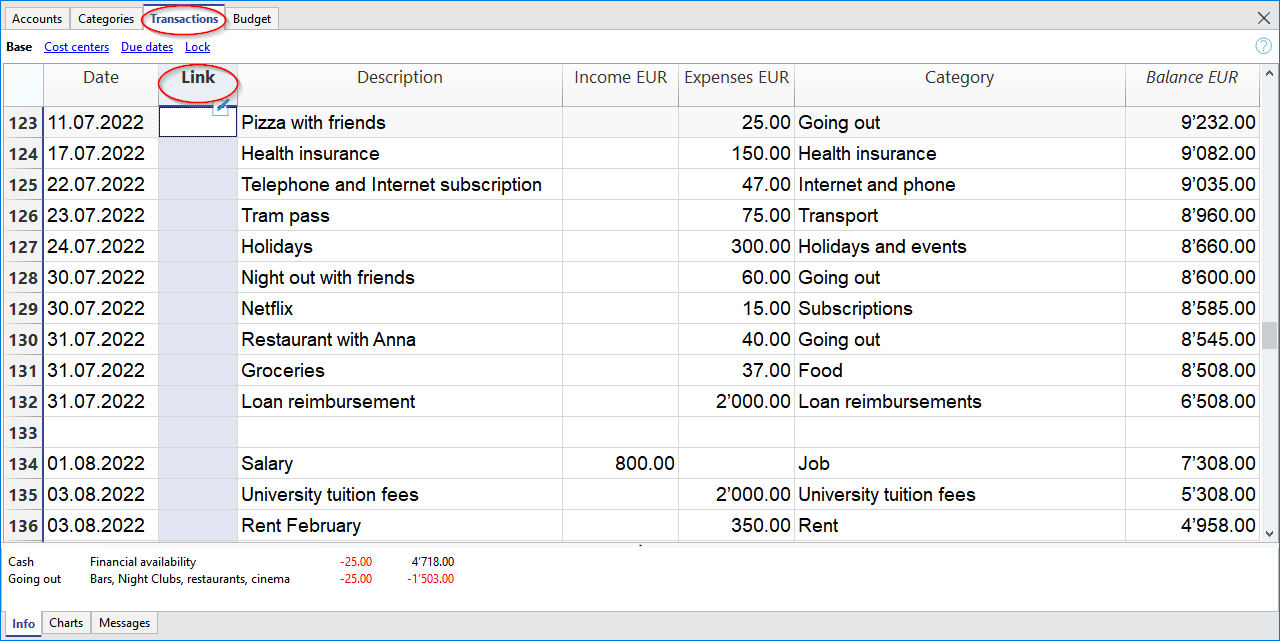 Accounts Categories Transactions Budget
Base Cost centers Due dates Lock ?
Date Link Description Income EUR Expenses EUR Category Balance EUR
123 11.07.2022 Pizza with friends 25.00 Going out 9’232.00
124 17.07.2022 Health insurance 150.00 Health insurance 9’082.00
125 22.07.2022 Telephone and Internet subscription 47.00 Internet and phone 9’035.00
126 23.07.2022 Tram pass 75.00 Transport 8’960.00
127 24.07.2022 Holidays 300.00 Holidays and events 8’660.00
128 30.07.2022 Night out with friends 60.00 Going out 8’600.00
129 30.07.2022 Netflix 15.00 Subscriptions 8’585.00
130 31.07.2022 Restaurant with Anna 40.00 Going out 8’545.00
131 31.07.2022 Groceries 37.00 Food 8’508.00
132 31.07.2022 Loan reimbursement 2’000.00 Loan reimbursements 6’508.00
133
134 01.08.2022 Salary 800.00 Job 7’308.00
135 03.08.2022 University tuition fees 2’000.00 University tuition fees 5’308.00
136 03.08.2022 Rent February 350.00 Rent 4’958.00
Cash Financial availability -25.00 4’718.00
Going out Bars, Night Clubs, restaurants, cinema -25.00 -1’503.00
Info Charts Messages